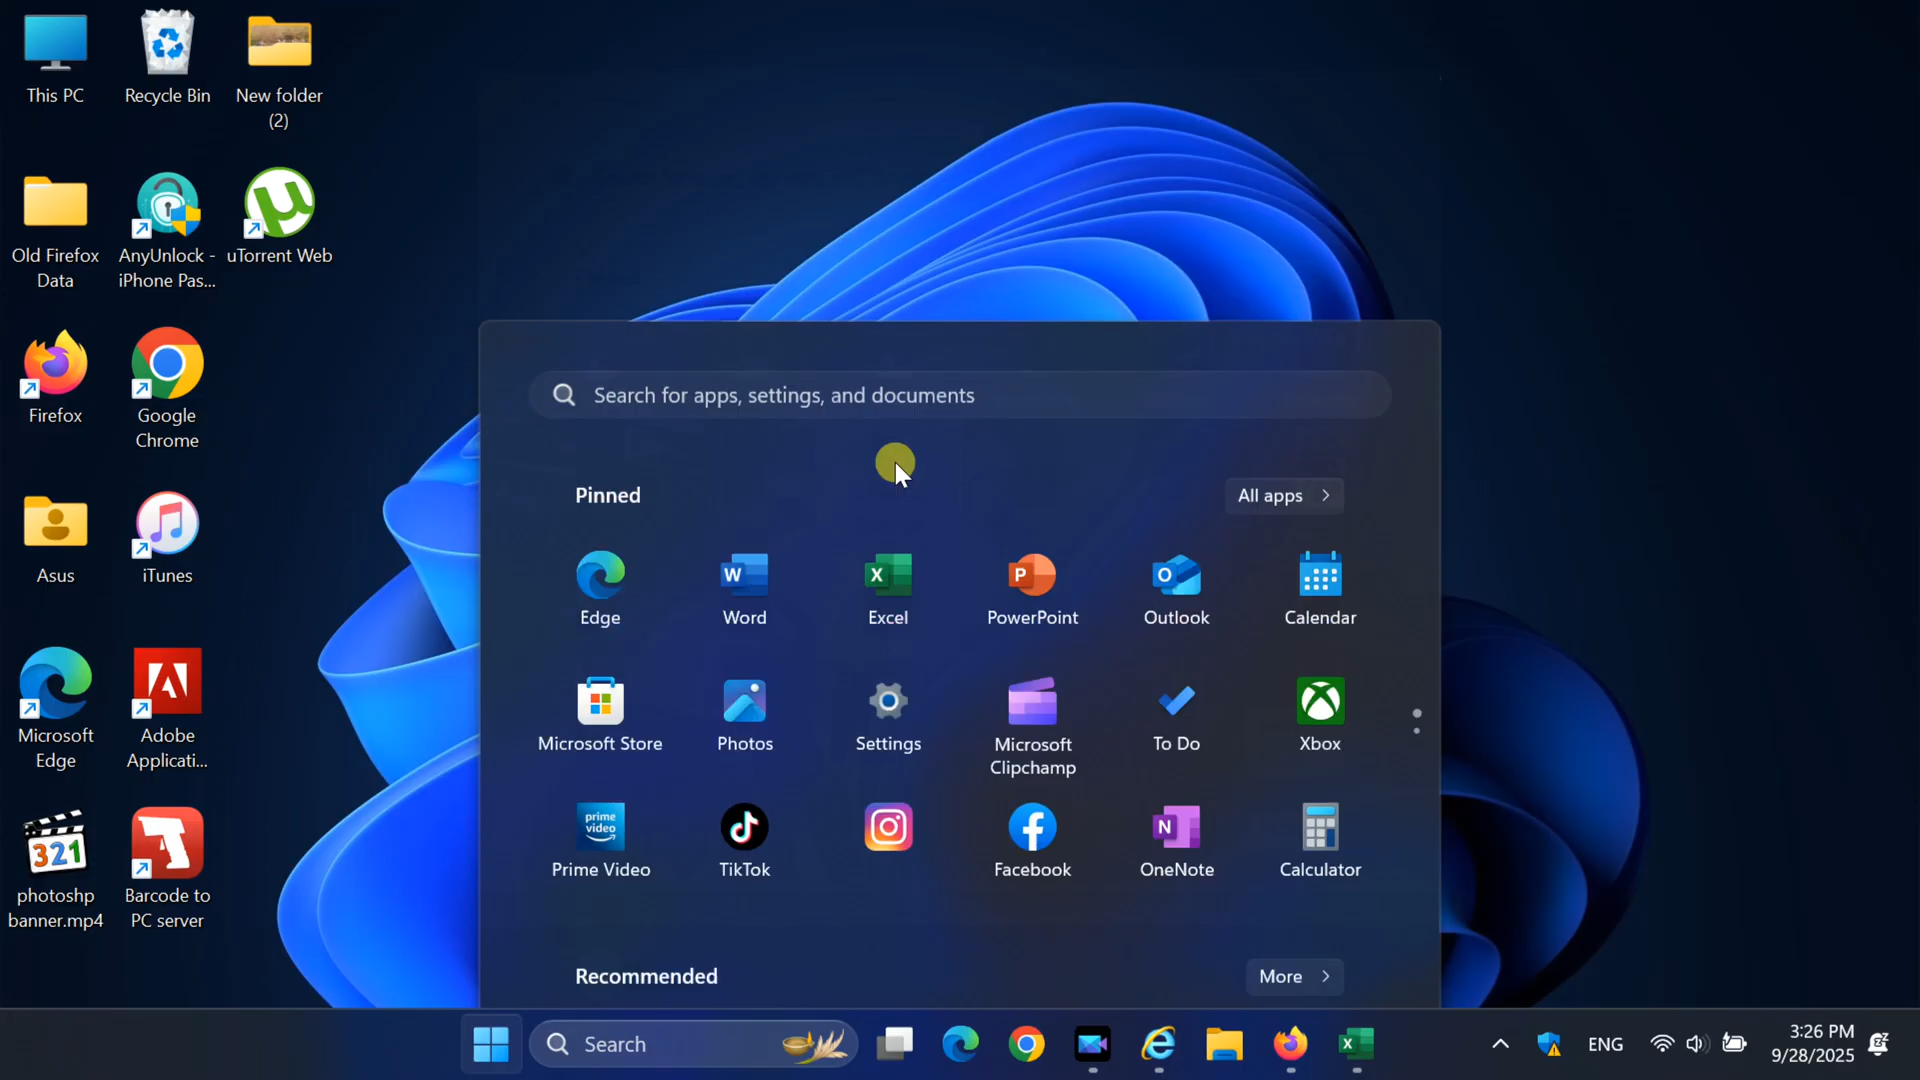 This PC
Recycle Bin
New folder
(2)
Old Firefox
Data
AnyUnlock -
iPhone Pas...
uTorrent Web
Firefox
Google
Chrome
Asus
iTunes
Microsoft
Edge
Adobe
Applicati...
321
photoshp
banner.mp4
Barcode to
PC server
Search for apps, settings, and documents
Pinned
All apps
Edge
Word
Excel
PowerPoint
Outlook
Calendar
Microsoft Store
Photos
Settings
Microsoft
Clipchamp
To Do
Xbox
prime
video
Prime Video
TikTok
Facebook
OneNote
Calculator
Recommended
More
Search
ENG
3:26 PM
9/28/2025